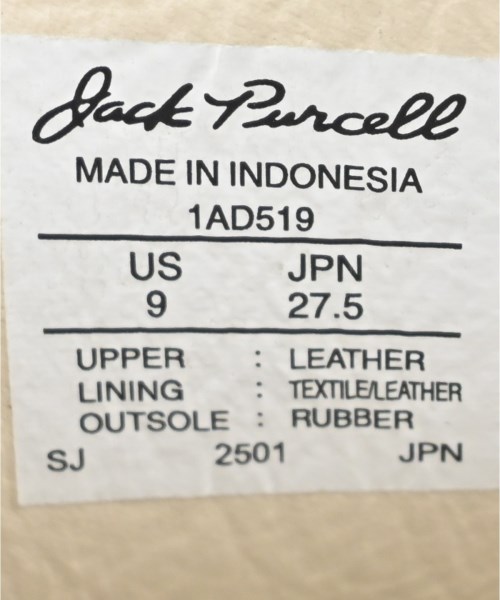 Jack Purcell
MADE IN INDONESIA
1AD519
US JPN
9 27.5
UPPER : LEATHER
LINING : TEXTILE/LEATHER
OUTSOLE : RUBBER
SJ 2501 JPN